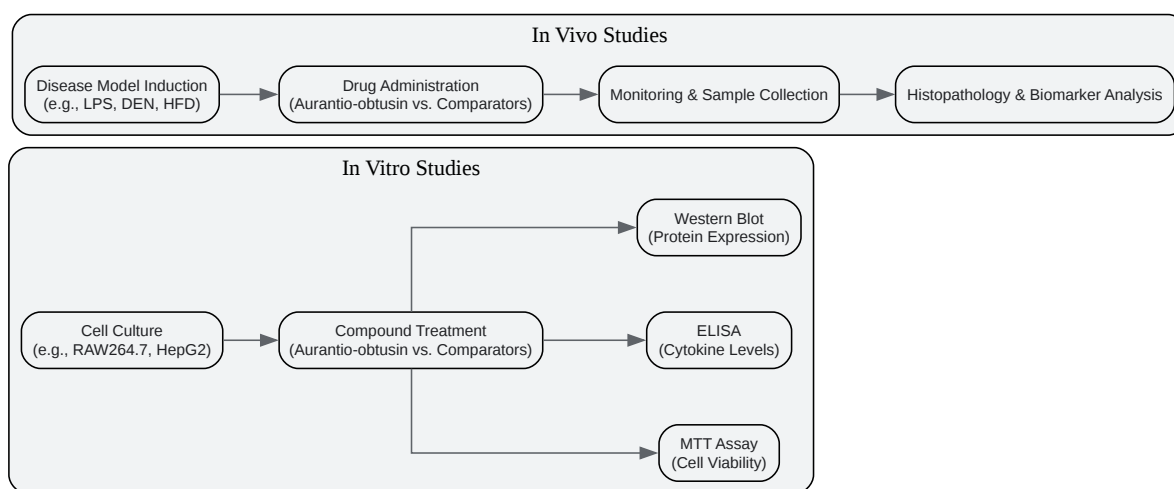 In Vivo Studies
Disease Model Induction
(e.g., LPS, DEN, HFD)
Drug Administration
(Aurantio-obtusin vs. Comparators)
Monitoring & Sample Collection
Histopathology & Biomarker Analysis
In Vitro Studies
Cell Culture
(e.g., RAW264.7, HepG2)
Compound Treatment
(Aurantio-obtusin vs. Comparators)
Western Blot
(Protein Expression)
ELISA
(Cytokine Levels)
MTT Assay
(Cell Viability)